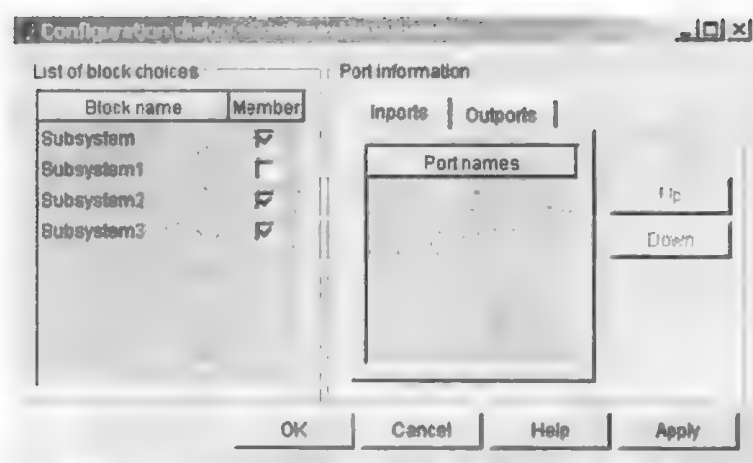 Configuration dialog
List of block choices
Block name Member
Subsystem
Subsystem1
Subsystem2
Subsystem3
Port information
Inports Outports
Port names
Up
Down
OK Cancel Help Apply